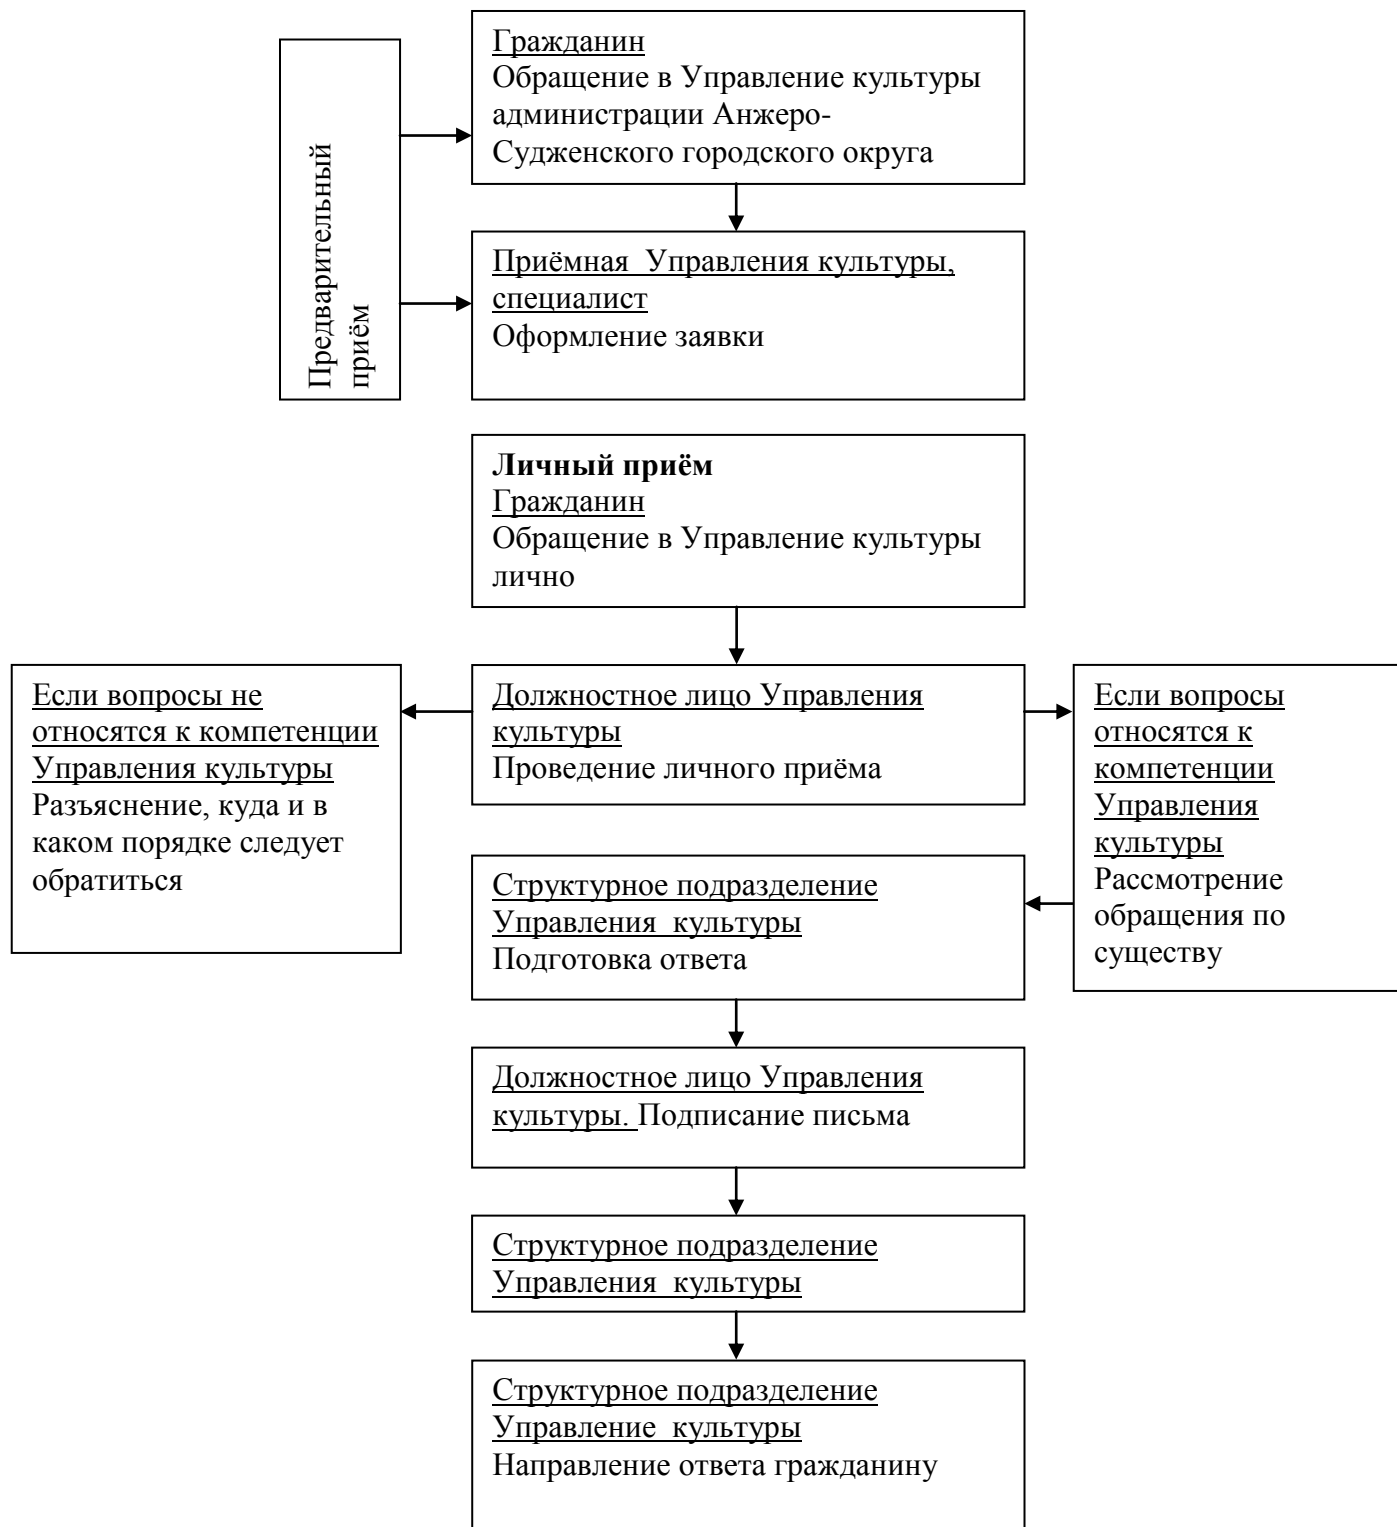 Предварительный
приём
Гражданин
Обращение в Управление культуры
администрации Анжеро-
Судженского городского округа
Приёмная Управления культуры,
специалист
Оформление заявки
Личный приём
Гражданин
Обращение в Управление культуры
лично
Если вопросы не
относятся к компетенции
Управления культуры
Разъяснение, куда и в
каком порядке следует
обратиться
Должностное лицо Управления
культуры
Проведение личного приёма
Если вопросы
относятся к
компетенции
Управления
культуры
Рассмотрение
обращения по
существу
Структурное подразделение
Управления культуры
Подготовка ответа
Должностное лицо Управления
культуры. Подписание письма
Структурное подразделение
Управления культуры
Структурное подразделение
Управление культуры
Направление ответа гражданину